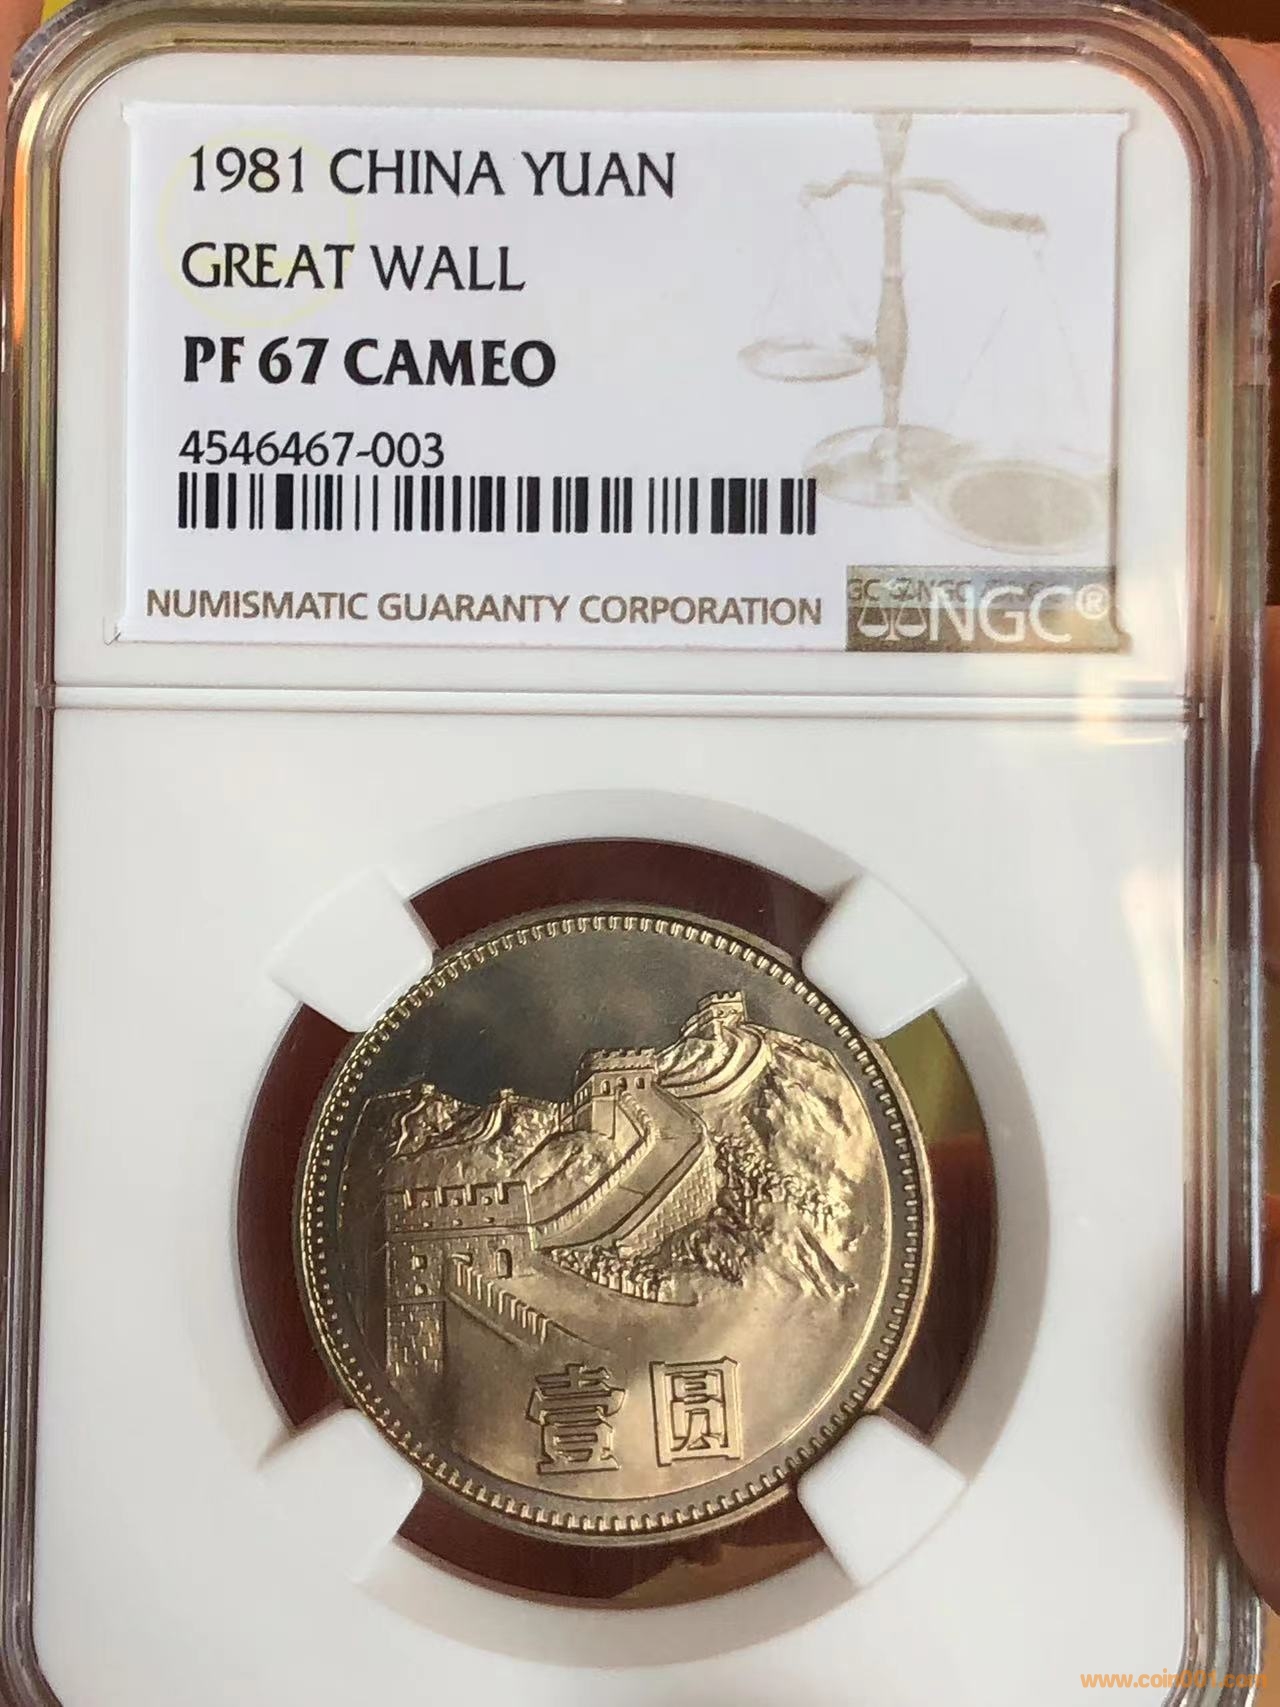 1981 CHINA YUAN
GREAT WALL
PF 67 CAMEO
4546467-003
NUMISMATIC GUARANTY CORPORATION
NGC®
壹圆
www.coin001.com